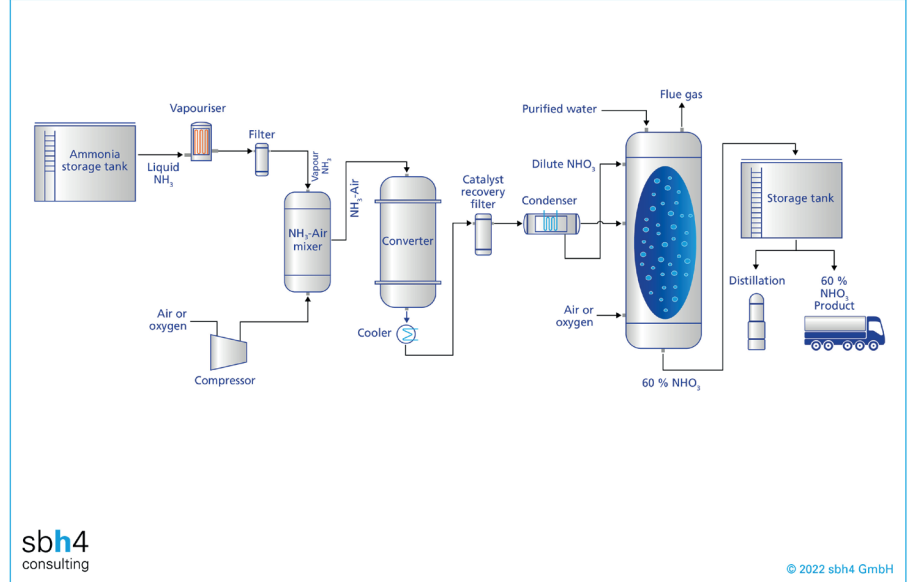 Flue gas
Purified water
Vapouriser
Filter
Ammonia
storage tank
Liquid
NH₃
Vapour
NH₃
NH₃-Air
Dilute NHO₃
Catalyst
recovery
filter
Condenser
Storage tank
NH₃-Air
mixer
Converter
Distillation
60 %
NHO₃
Product
Air or
oxygen
Air or
oxygen
Cooler
Compressor
60 % NHO₃
sbh4
consulting
© 2022 sbh4 GmbH